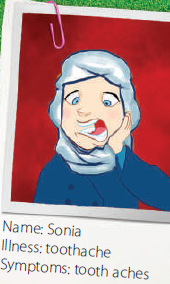 Name: Sonia
Illness: toothache
Symptoms: tooth aches